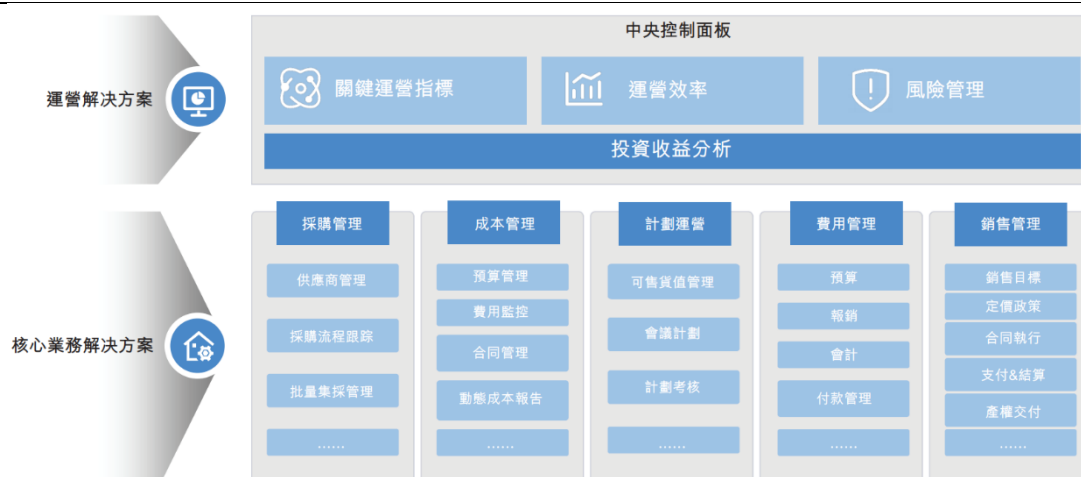 中央控制面板
運營解决方案
關鍵運營指標
運營效率
風險管理
投資收益分析
核心業務解决方案
採購管理
供應商管理
採購流程跟踪
批量集採管理
......
成本管理
預算管理
費用監控
合同管理
動態成本報告
......
計劃運營
可售貨值管理
會議計劃
計劃考核
......
費用管理
預算
報銷
會計
付款管理
......
銷售管理
銷售目標
定價政策
合同執行
支付&結算
產權交付
......